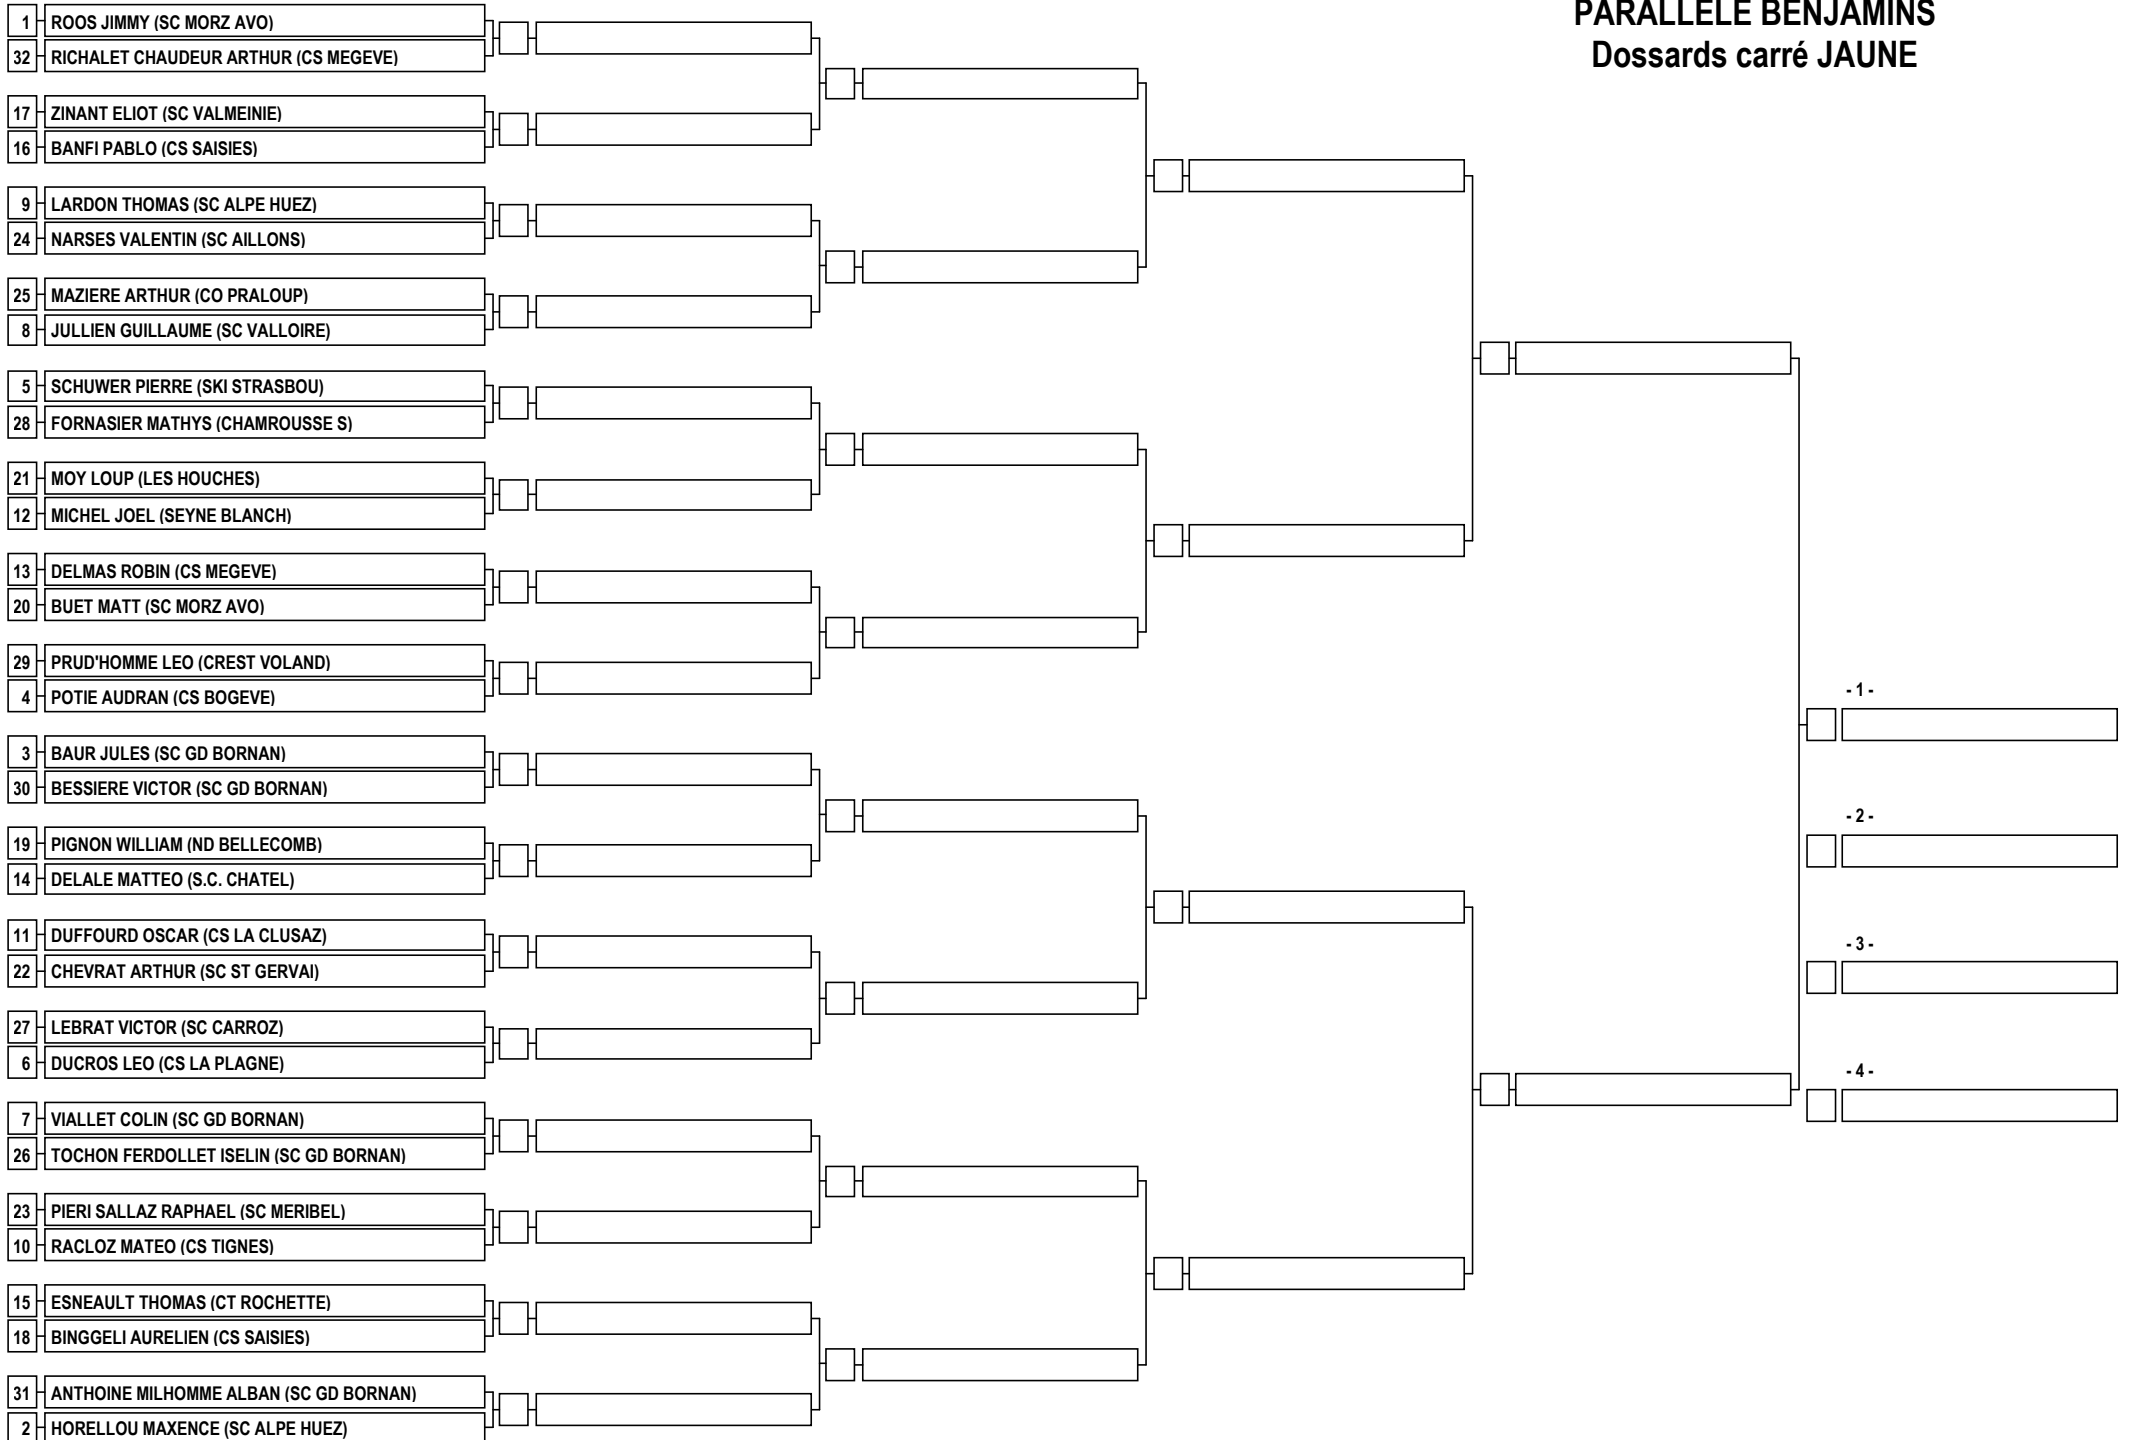 PARALLELE BENJAMINS
Dossards carré JAUNE
1 ROOS JIMMY (SC MORZ AVO)
32 RICHALET CHAUDEUR ARTHUR (CS MEGEVE)
17 ZINANT ELIOT (SC VALMEINIE)
16 BANFI PABLO (CS SAISIES)
9 LARDON THOMAS (SC ALPE HUEZ)
24 NARSES VALENTIN (SC AILLONS)
25 MAZIERE ARTHUR (CO PRALOUP)
8 JULLIEN GUILLAUME (SC VALLOIRE)
5 SCHUWER PIERRE (SKI STRASBOU)
28 FORNASIER MATHYS (CHAMROUSSE S)
21 MOY LOUP (LES HOUCHES)
12 MICHEL JOEL (SEYNE BLANCH)
13 DELMAS ROBIN (CS MEGEVE)
20 BUET MATT (SC MORZ AVO)
29 PRUD'HOMME LEO (CREST VOLAND)
4 POTIE AUDRAN (CS BOGEVE)
3 BAUR JULES (SC GD BORNAN)
30 BESSIERE VICTOR (SC GD BORNAN)
19 PIGNON WILLIAM (ND BELLECOMB)
14 DELALE MATTEO (S.C. CHATEL)
11 DUFFOURD OSCAR (CS LA CLUSAZ)
22 CHEVRAT ARTHUR (SC ST GERVAI)
27 LEBRAT VICTOR (SC CARROZ)
6 DUCROS LEO (CS LA PLAGNE)
7 VIALLET COLIN (SC GD BORNAN)
26 TOCHON FERDOLLET ISELIN (SC GD BORNAN)
23 PIERI SALLAZ RAPHAEL (SC MERIBEL)
10 RACLOZ MATEO (CS TIGNES)
15 ESNEAULT THOMAS (CT ROCHETTE)
18 BINGGELI AURELIEN (CS SAISIES)
31 ANTHOINE MILHOMME ALBAN (SC GD BORNAN)
2 HORELLOU MAXENCE (SC ALPE HUEZ)
- 1 -
- 2 -
- 3 -
- 4 -